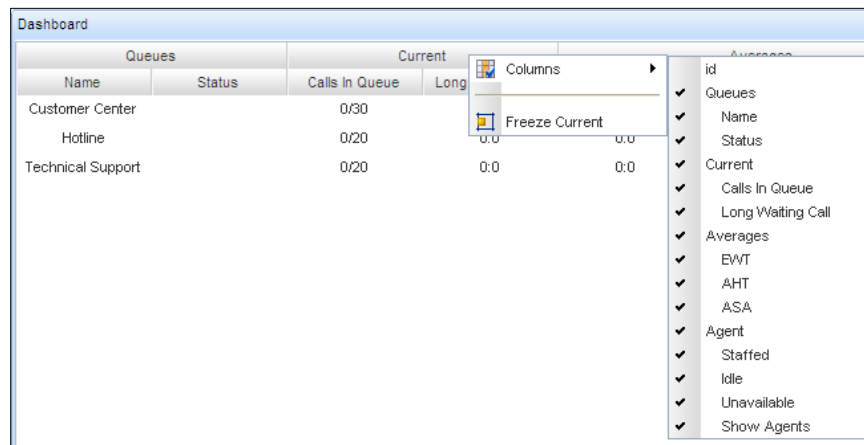 Dashboard
Queues Current Averages
Name Status Calls In Queue Long
Customer Center 0/30
Hotline 0/20 0:0 0:0
Technical Support 0/20 0:0 0:0
Columns
Freeze Current
id
Queues
Name
Status
Current
Calls In Queue
Long Waiting Call
Averages
EWT
AHT
ASA
Agent
Staffed
Idle
Unavailable
Show Agents